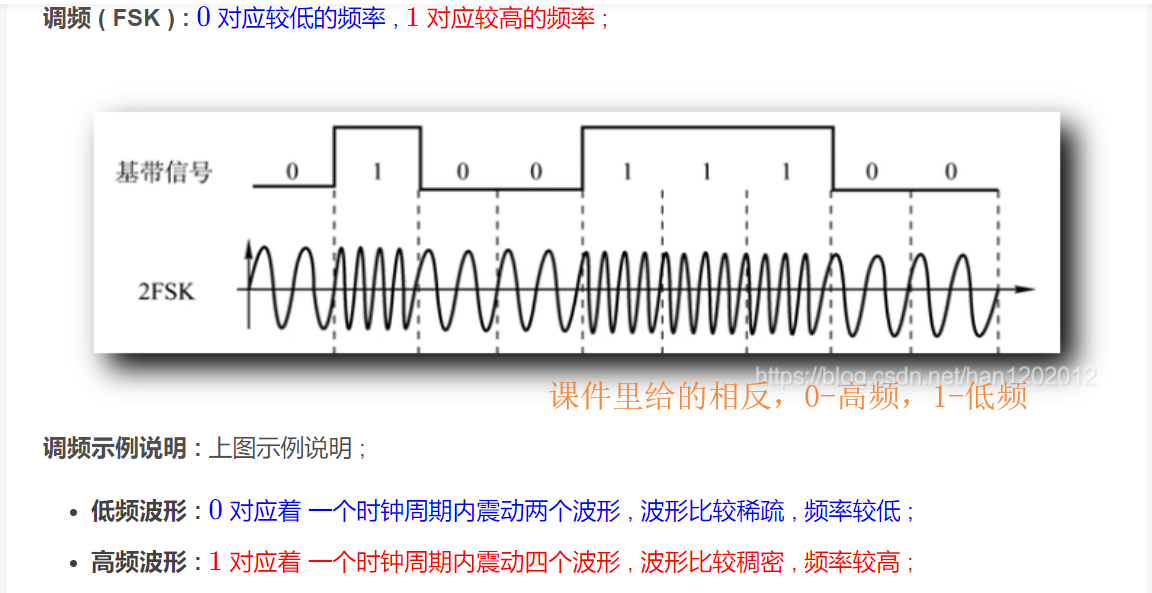 调频 ( FSK ) : 0 对应较低的频率 , 1 对应较高的频率 ;
基带信号 0 1 0 0 1 1 1 0 0
2FSK
https://blog.csdn.net/han1202012
课件里给的相反，0-高频，1-低频
调频示例说明 : 上图示例说明 ;
• 低频波形 : 0 对应着 一个时钟周期内震动两个波形 , 波形比较稀疏 , 频率较低 ;
• 高频波形 : 1 对应着 一个时钟周期内震动四个波形 , 波形比较稠密 , 频率较高 ;